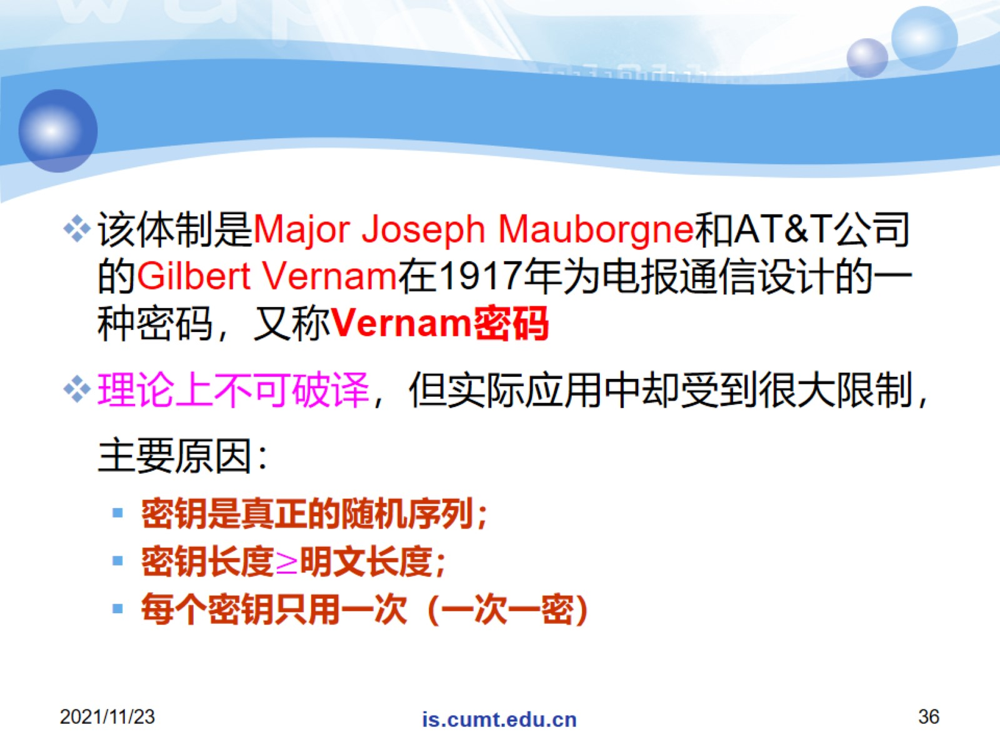 该体制是Major Joseph Mauborgne和AT&T公司
的Gilbert Vernam在1917年为电报通信设计的一
种密码，又称Vernam密码
理论上不可破译，但实际应用中却受到很大限制，
主要原因：
密钥是真正的随机序列；
密钥长度≥明文长度；
每个密钥只用一次（一次一密）
2021/11/23
is.cumt.edu.cn
36